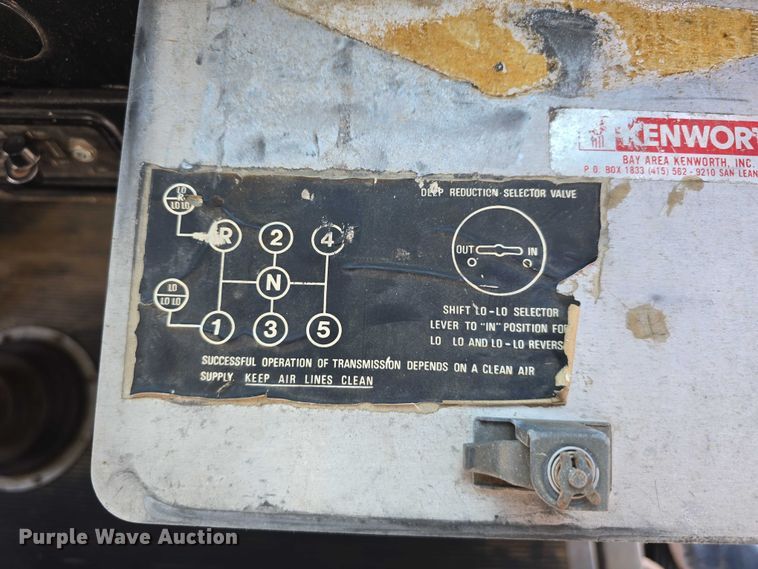 KENWORT
BAY AREA KENWORTH, INC.
P.O. BOX 1833 (415) 562 - 9210 SAN LEAN
DEEP REDUCTION SELECTOR VALVE
LO
R
LO LO
R 2 4
OUT IN
N
LO
LO LO
1 3 5
SHIFT LO-LO SELECTOR
LEVER TO "IN" POSITION FOR
LO LO AND LO-LO REVERS
SUCCESSFUL OPERATION OF TRANSMISSION DEPENDS ON A CLEAN AIR
SUPPLY. KEEP AIR LINES CLEAN
Purple Wave Auction